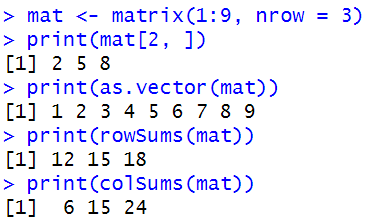 > mat <- matrix(1:9, nrow = 3)
> print(mat[2, ])
[1] 2 5 8
> print(as.vector(mat))
[1] 1 2 3 4 5 6 7 8 9
> print(rowSums(mat))
[1] 12 15 18
> print(colSums(mat))
[1]  6 15 24